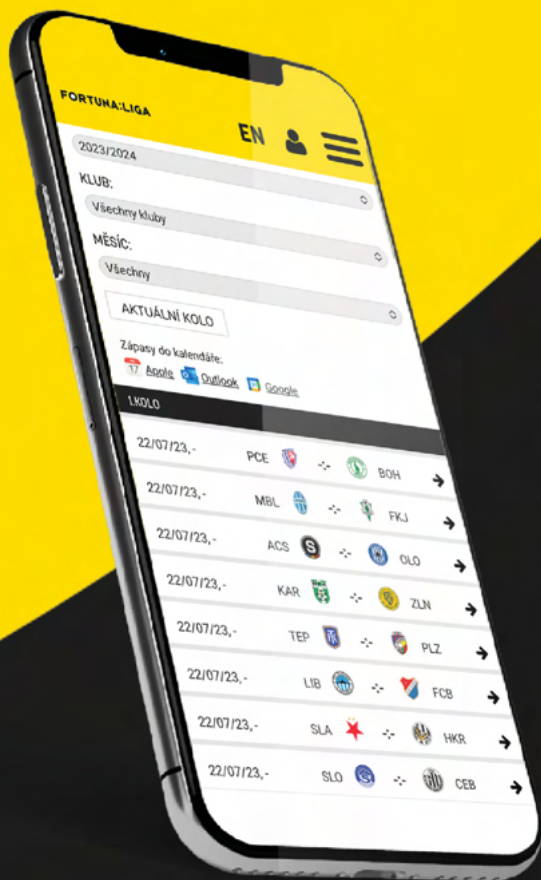 FORTUNA:LIGA
EN
2023/2024
KLUB:
Všechny kluby
MĚSÍC:
Všechny
AKTUÁLNÍ KOLO
Zápasy do kalendáře:
17 Apple Outlook Google
1.KOLO
22/07/23,- PCE -:- BOH
22/07/23,- MBL -:- FKJ
22/07/23,- ACS S -:- OLO
22/07/23,- KAR -:- ZLN
22/07/23,- TEP -:- PLZ
22/07/23,- LIB -:- FCB
22/07/23,- SLA -:- HKR
22/07/23,- SLO -:- CEB